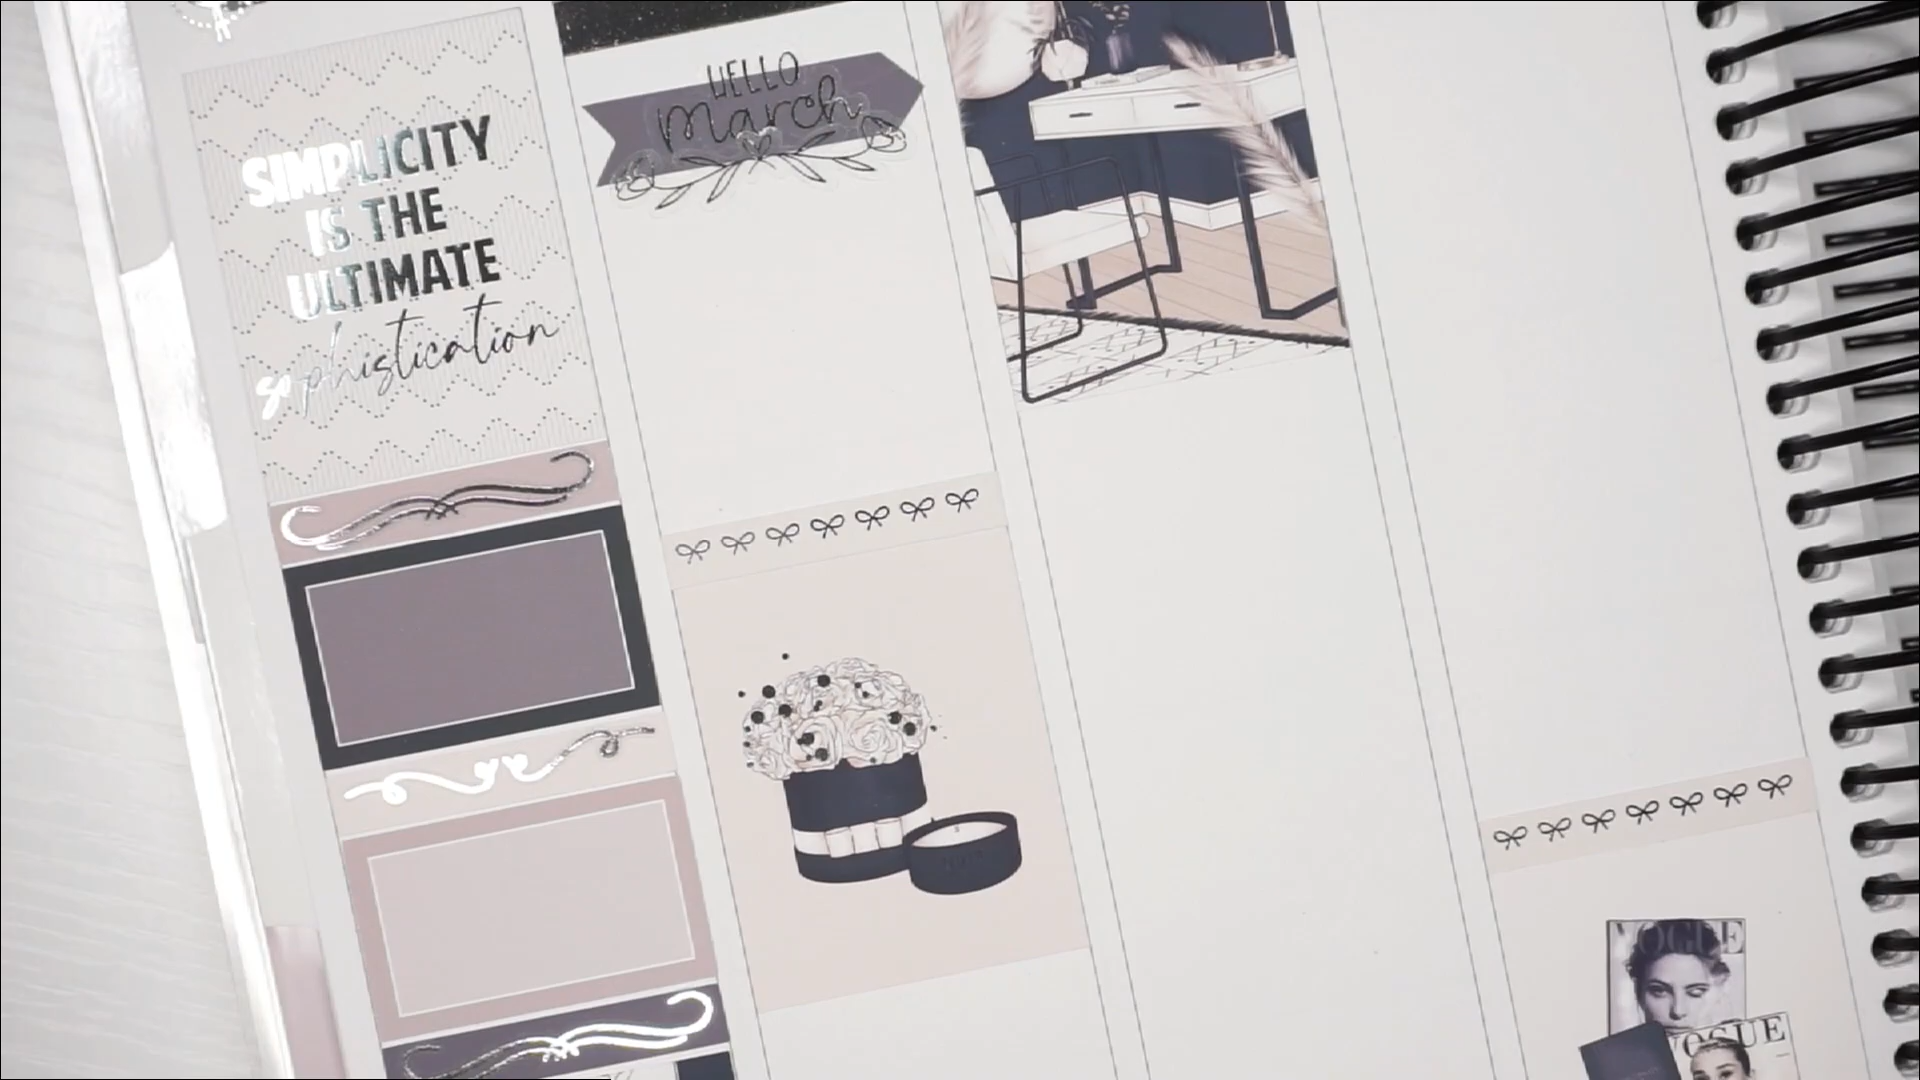 SIMPLICITY
IS THE
ULTIMATE
sophistication
HELLO
march
VOGUE
VOGUE